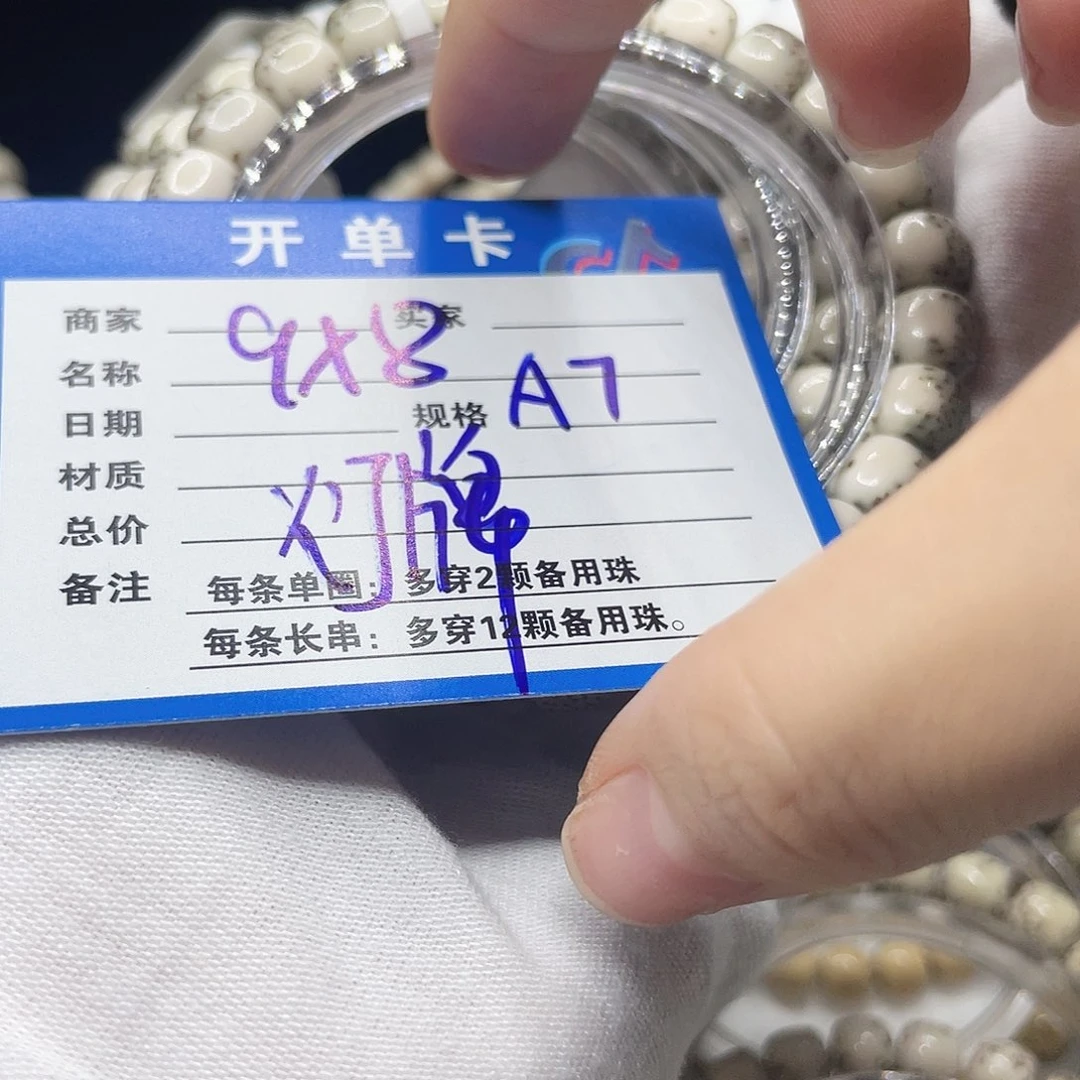 开单卡
商家 买家
9x8
名称
A7
日期 规格
材质
灯牌
总价
备注 每条单圈：多穿2颗备用珠
每条长串：多穿12颗备用珠。